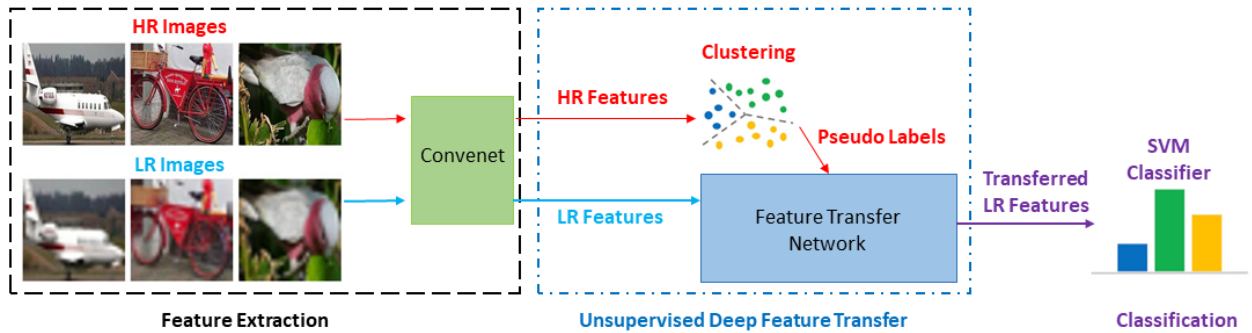 HR Images
LR Images
Convenet
HR Features
LR Features
Clustering
Pseudo Labels
Feature Transfer
Network
Transferred
LR Features
SVM
Classifier
Feature Extraction
Unsupervised Deep Feature Transfer
Classification